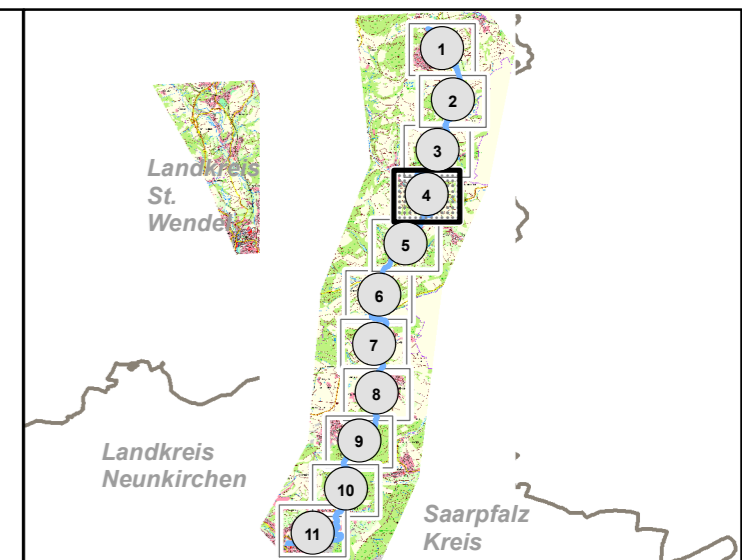 1
2
3
Landkreis
St.
Wendel
4
5
6
7
8
9
Landkreis
Neunkirchen
10
Saarpfalz
Kreis
11